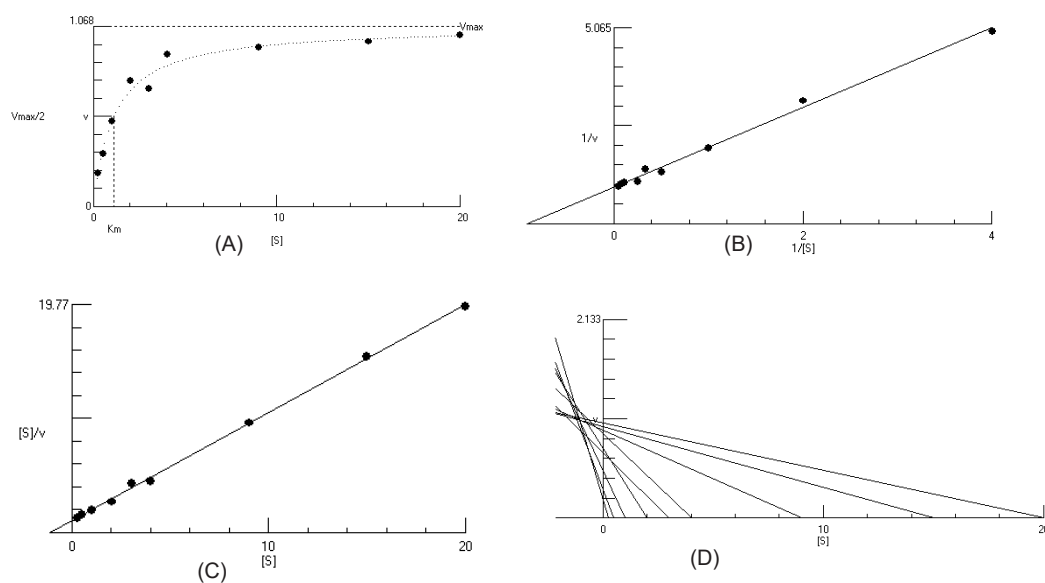 1.068
Vmax
Vmax/2
v
0
0
10
20
Km
[S]
(A)
5.065
1/v
0
2
4
1/[S]
(B)
19.77
[S]/v
0
10
20
[S]
(C)
2.133
v
0
10
20
[S]
(D)